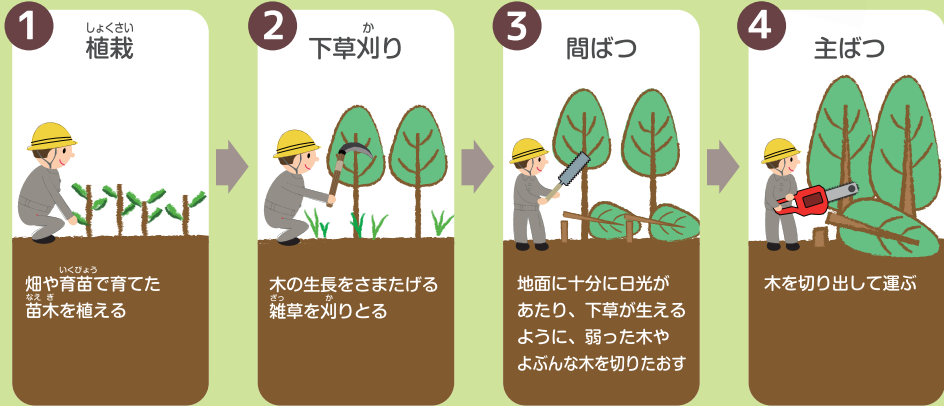 1
しょくさい
植栽
いくびょう
畑や育苗で育てた
なえ ぎ
苗木を植える
2
か
下草刈り
木の生長をさまたげる
ざっ か
雑草を刈りとる
3
間ばつ
地面に十分に日光が
あたり、下草が生える
ように、弱った木や
よぶんな木を切りたおす
4
主ばつ
木を切り出して運ぶ